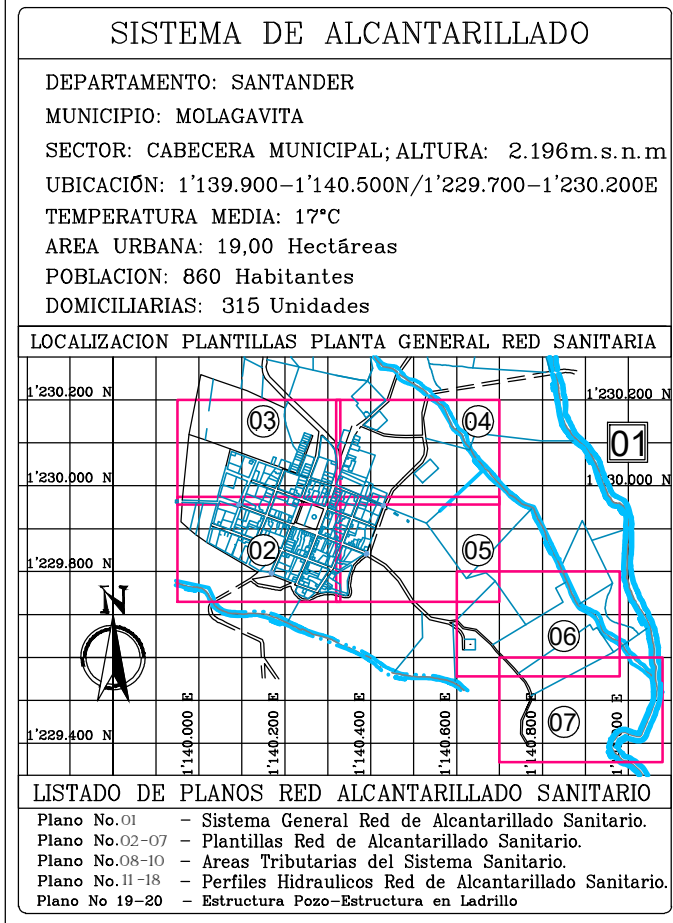 SISTEMA DE ALCANTARILLADO
DEPARTAMENTO: SANTANDER
MUNICIPIO: MOLAGAVITA
SECTOR: CABECERA MUNICIPAL; ALTURA: 2.196m.s.n.m
UBICACIÓN: 1'139.900-1'140.500N/1'229.700-1'230.200E
TEMPERATURA MEDIA: 17°C
AREA URBANA: 19,00 Hectáreas
POBLACION: 860 Habitantes
DOMICILIARIAS: 315 Unidades
LOCALIZACION PLANTILLAS PLANTA GENERAL RED SANITARIA
1'230.200 N
1'230.200 N
03
04
01
1'230.000 N
1'230.000 N
02
05
1'229.800 N
N
06
07
1'229.400 N
1'140.000 E
1'140.200 E
1'140.400 E
1'140.600 E
1'140.800 E
E
LISTADO DE PLANOS RED ALCANTARILLADO SANITARIO
Plano No.01 - Sistema General Red de Alcantarillado Sanitario.
Plano No.02-07 - Plantillas Red de Alcantarillado Sanitario.
Plano No.08-10 - Areas Tributarias del Sistema Sanitario.
Plano No.11-18 - Perfiles Hidraulicos Red de Alcantarillado Sanitario.
Plano No 19-20 - Estructura Pozo-Estructura en Ladrillo